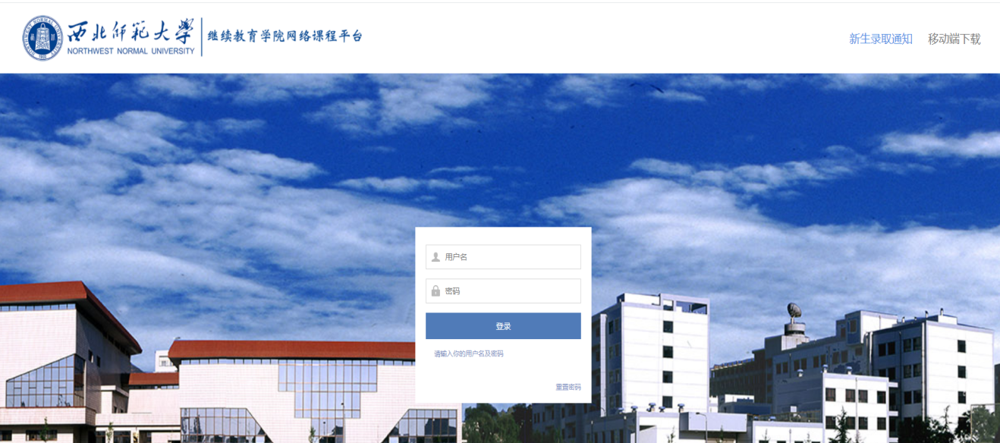 西北师范大学
NORTHWEST NORMAL UNIVERSITY
继续教育学院网络课程平台
新生录取通知
移动端下载
用户名
密码
登录
请输入你的用户名及密码
重置密码